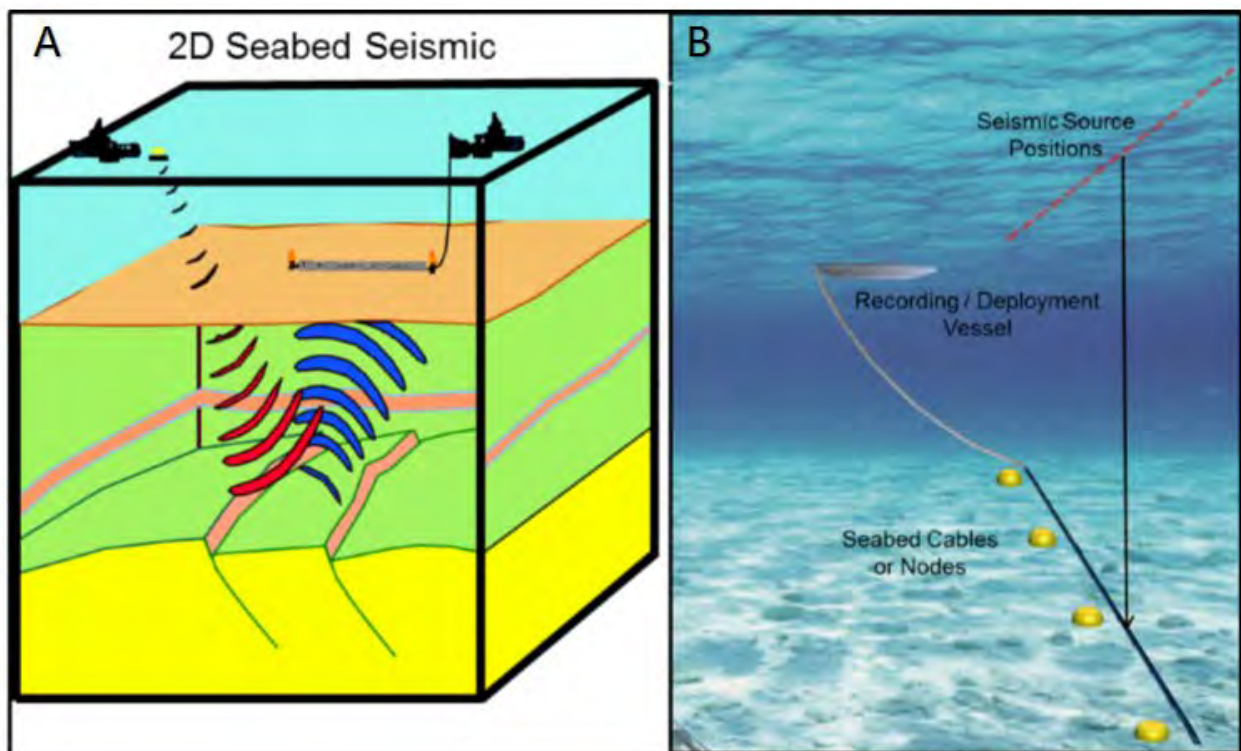 A
2D Seabed Seismic
B
Seismic Source
Positions
Recording / Deployment
Vessel
Seabed Cables
or Nodes